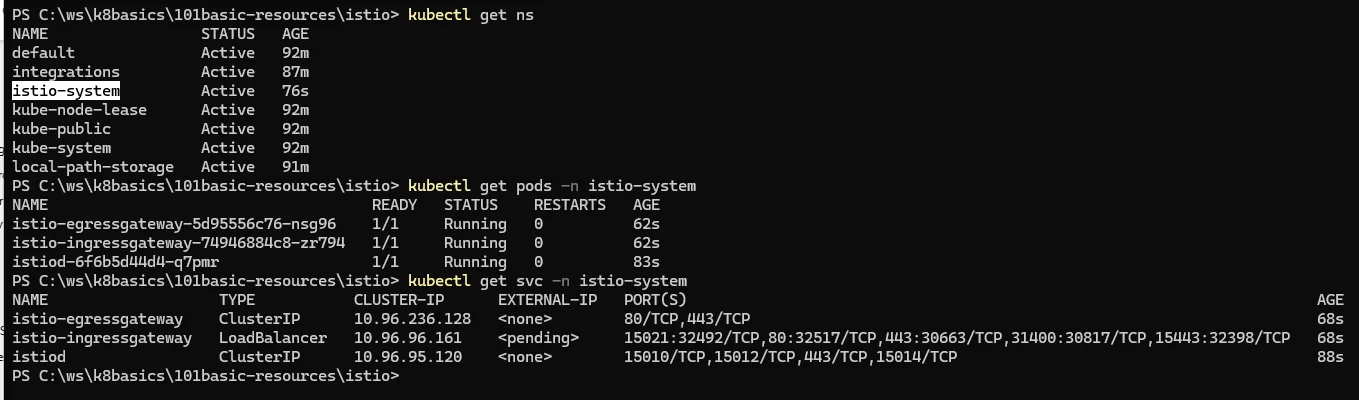 PS C:\ws\k8basics\101basic-resources\istio> kubectl get ns
NAME                 STATUS   AGE
default              Active   92m
integrations         Active   87m
istio-system         Active   76s
kube-node-lease      Active   92m
kube-public          Active   92m
kube-system          Active   92m
local-path-storage   Active   91m
PS C:\ws\k8basics\101basic-resources\istio> kubectl get pods -n istio-system
NAME                                    READY   STATUS    RESTARTS   AGE
istio-egressgateway-5d95556c76-nsg96    1/1     Running   0          62s
istio-ingressgateway-74946884c8-zr794   1/1     Running   0          62s
istiod-6f6b5d44d4-q7pmr                 1/1     Running   0          83s
PS C:\ws\k8basics\101basic-resources\istio> kubectl get svc -n istio-system
NAME                   TYPE           CLUSTER-IP      EXTERNAL-IP   PORT(S)                                                                      AGE
istio-egressgateway    ClusterIP      10.96.236.128   <none>        80/TCP,443/TCP                                                               68s
istio-ingressgateway   LoadBalancer   10.96.96.161    <pending>     15021:32492/TCP,80:32517/TCP,443:30663/TCP,31400:30817/TCP,15443:32398/TCP   68s
istiod                 ClusterIP      10.96.95.120    <none>        15010/TCP,15012/TCP,443/TCP,15014/TCP                                        88s
PS C:\ws\k8basics\101basic-resources\istio>